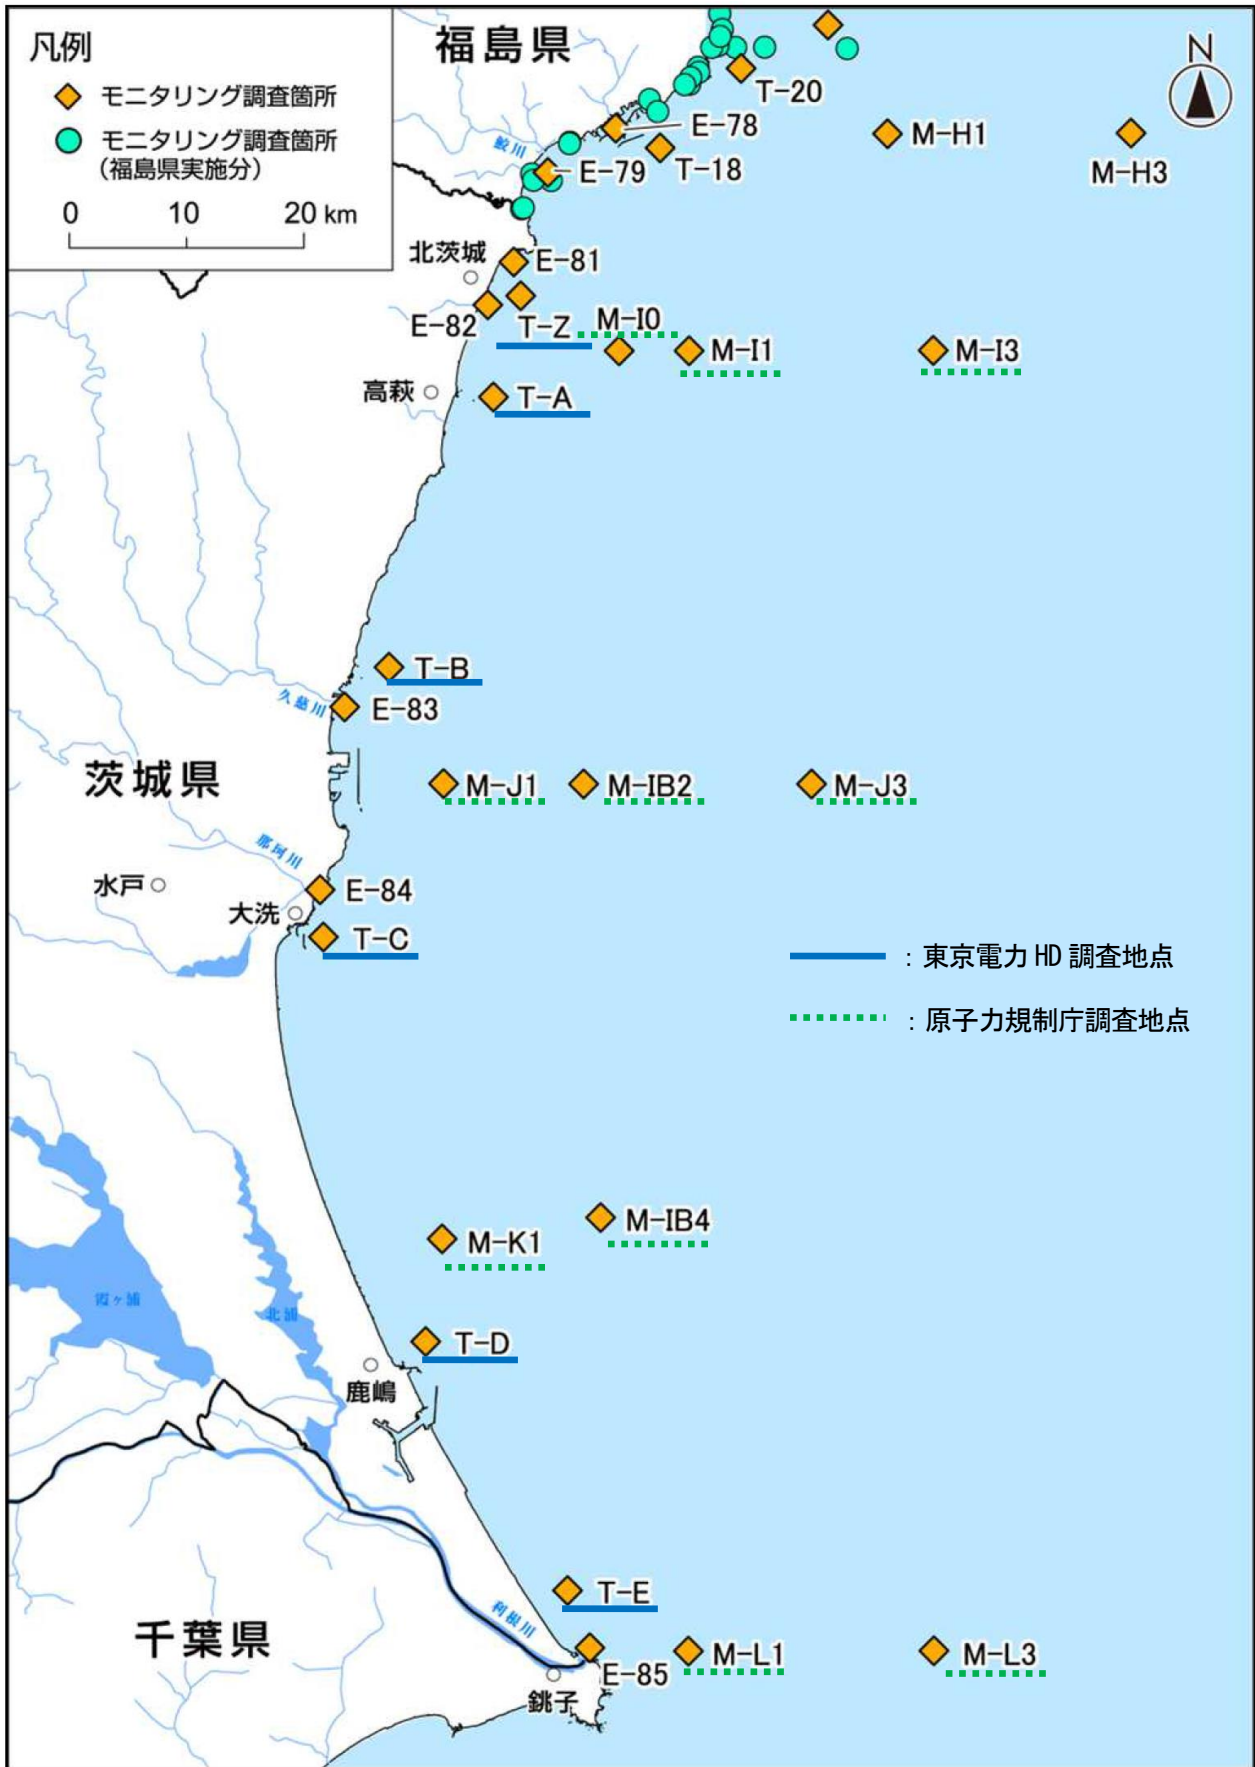 凡例
モニタリング調査箇所
モニタリング調査箇所
(福島県実施分)
0 10 20 km
福島県
N
T-20
E-78
M-H1
鮫川
E-79
T-18
M-H3
北茨城
E-81
E-82
T-Z
M-I0
M-I1
M-I3
高萩
T-A
T-B
久慈川
E-83
茨城県
M-J1
M-IB2
M-J3
那珂川
水戸
E-84
大洗
T-C
：東京電力 HD 調査地点
：原子力規制庁調査地点
M-IB4
M-K1
霞ヶ浦
北浦
T-D
鹿嶋
T-E
利根川
千葉県
M-L1
M-L3
E-85
銚子